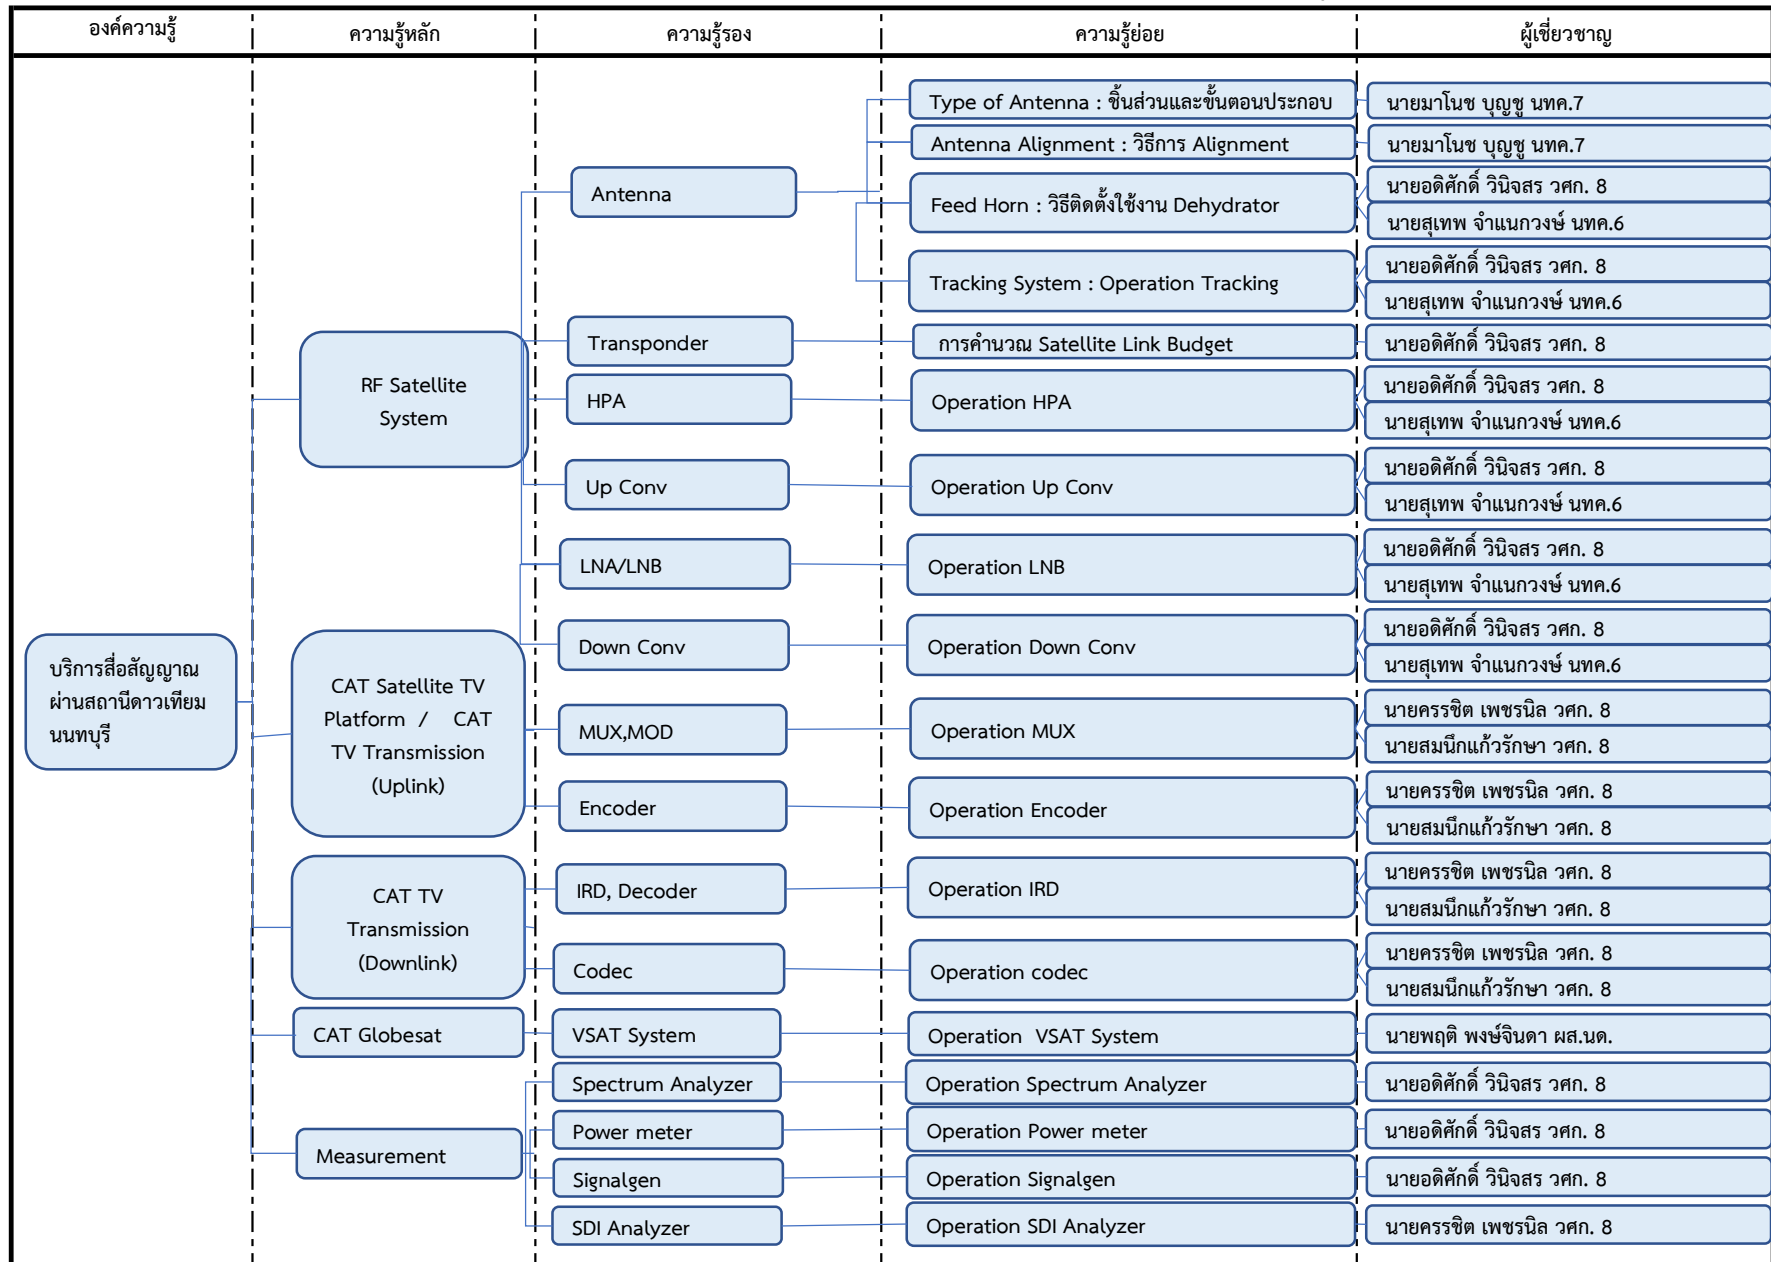 องค์ความรู้
ความรู้หลัก
ความรู้รอง
ความรู้ย่อย
ผู้เชี่ยวชาญ
บริการสื่อสัญญาณ
ผ่านสถานีดาวเทียม
นนทบุรี
RF Satellite
System
Antenna
Type of Antenna : ชิ้นส่วนและขั้นตอนประกอบ
นายมาโนช บุญชู นทค.7
Antenna Alignment : วิธีการ Alignment
นายมาโนช บุญชู นทค.7
Feed Horn : วิธีติดตั้งใช้งาน Dehydrator
นายอดิศักดิ์ วินิจสร วศก. 8
นายสุเทพ จำแนกวงษ์ นทค.6
Tracking System : Operation Tracking
นายอดิศักดิ์ วินิจสร วศก. 8
นายสุเทพ จำแนกวงษ์ นทค.6
Transponder
การคำนวณ Satellite Link Budget
นายอดิศักดิ์ วินิจสร วศก. 8
HPA
Operation HPA
นายอดิศักดิ์ วินิจสร วศก. 8
นายสุเทพ จำแนกวงษ์ นทค.6
Up Conv
Operation Up Conv
นายอดิศักดิ์ วินิจสร วศก. 8
นายสุเทพ จำแนกวงษ์ นทค.6
LNA/LNB
Operation LNB
นายอดิศักดิ์ วินิจสร วศก. 8
นายสุเทพ จำแนกวงษ์ นทค.6
Down Conv
Operation Down Conv
นายอดิศักดิ์ วินิจสร วศก. 8
นายสุเทพ จำแนกวงษ์ นทค.6
CAT Satellite TV
Platform / CAT
TV Transmission
(Uplink)
MUX,MOD
Operation MUX
นายครรชิต เพชรนิล วศก. 8
นายสมนึกแก้วรักษา วศก. 8
Encoder
Operation Encoder
นายครรชิต เพชรนิล วศก. 8
นายสมนึกแก้วรักษา วศก. 8
CAT TV
Transmission
(Downlink)
IRD, Decoder
Operation IRD
นายครรชิต เพชรนิล วศก. 8
นายสมนึกแก้วรักษา วศก. 8
Codec
Operation codec
นายครรชิต เพชรนิล วศก. 8
นายสมนึกแก้วรักษา วศก. 8
CAT Globesat
VSAT System
Operation VSAT System
นายพฤติ พงษ์จินดา ผส.นด.
Measurement
Spectrum Analyzer
Operation Spectrum Analyzer
นายอดิศักดิ์ วินิจสร วศก. 8
Power meter
Operation Power meter
นายอดิศักดิ์ วินิจสร วศก. 8
Signalgen
Operation Signalgen
นายอดิศักดิ์ วินิจสร วศก. 8
SDI Analyzer
Operation SDI Analyzer
นายครรชิต เพชรนิล วศก. 8